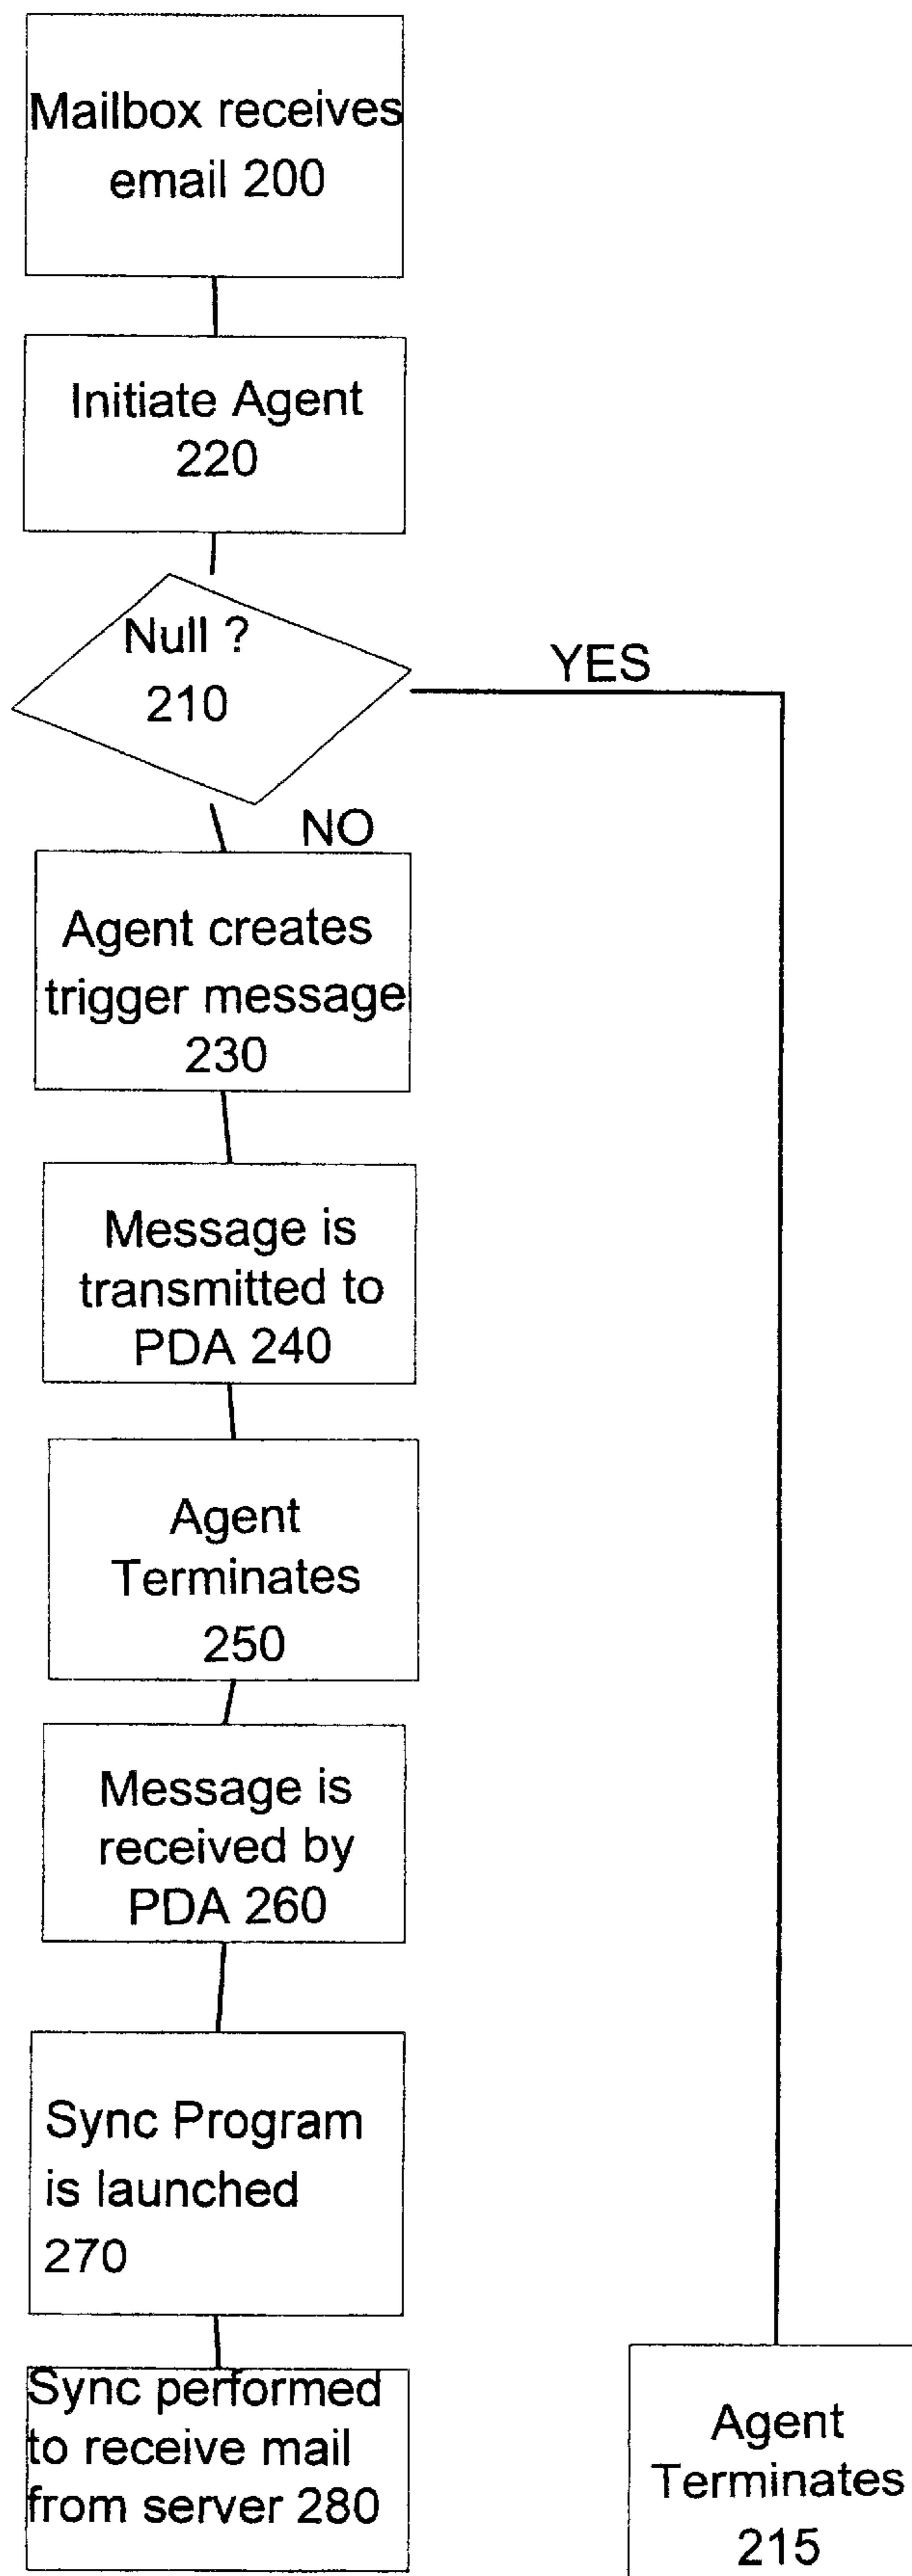 Mailbox receives
email 200
Initiate Agent
220
Null ?
210
YES
NO
Agent creates
trigger message
230
Message is
transmitted to
PDA 240
Agent
Terminates
250
Message is
received by
PDA 260
Sync Program
is launched
270
Sync performed
to receive mail
from server 280
Agent
Terminates
215